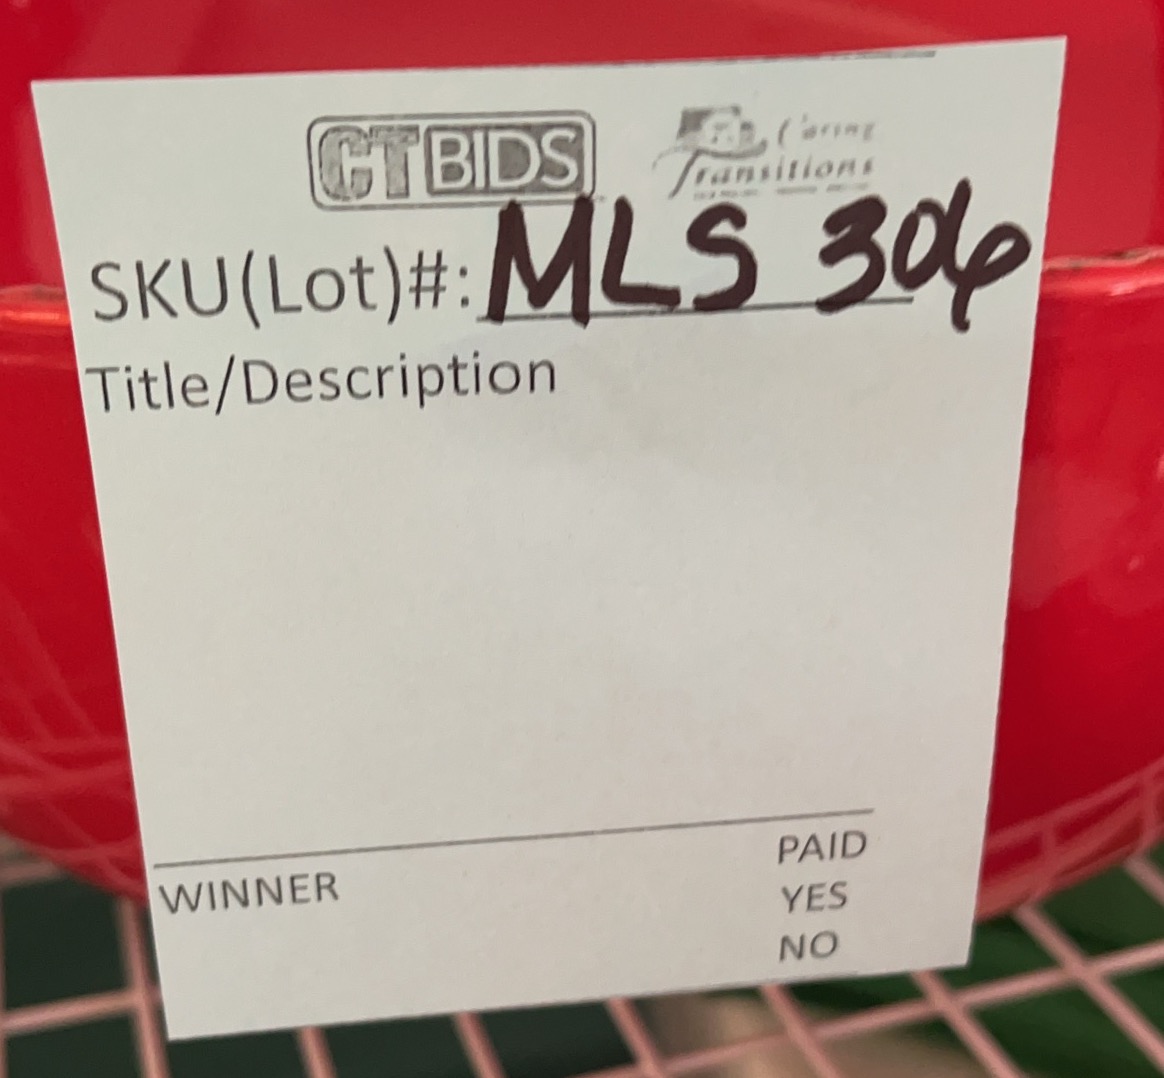 CTBIDS Caring Transitions
SKU(Lot)#: MLS 306
Title/Description
WINNER
PAID
YES
NO